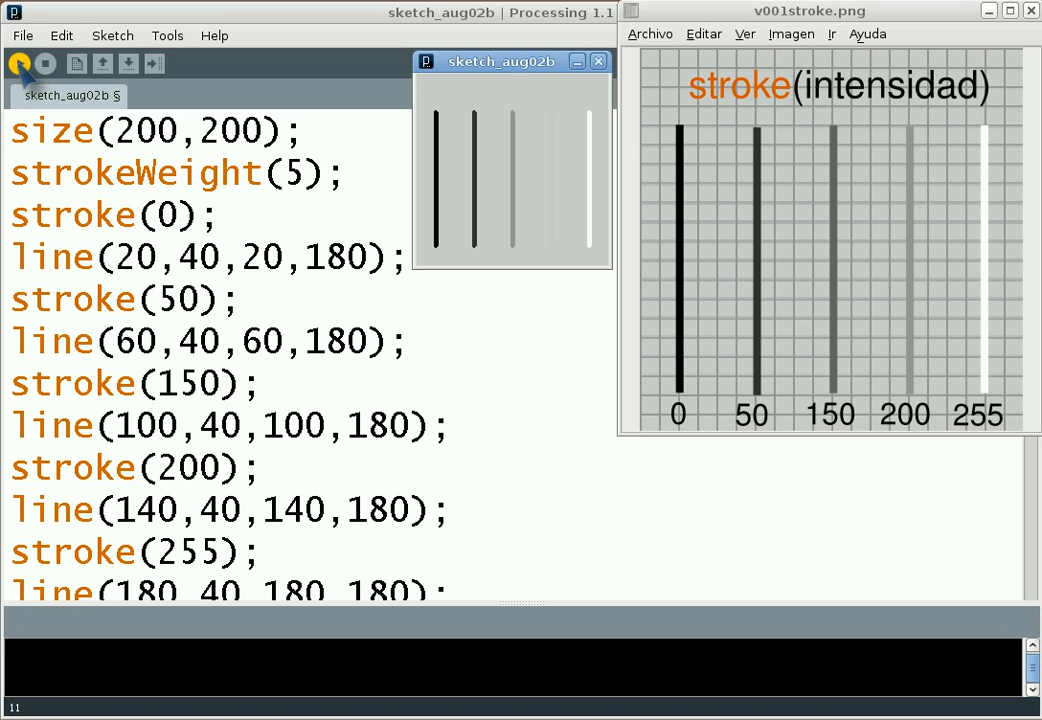 sketch_aug02b | Processing 1.1
File Edit Sketch Tools Help
sketch_aug02b §
size(200,200);
strokeWeight(5);
stroke(0);
line(20,40,20,180);
stroke(50);
line(60,40,60,180);
stroke(150);
line(100,40,100,180);
stroke(200);
line(140,40,140,180);
stroke(255);
line(180,40,180,180);
11
sketch_aug02b
v001stroke.png
Archivo Editar Ver Imagen Ir Ayuda
stroke(intensidad)
0 50 150 200 255